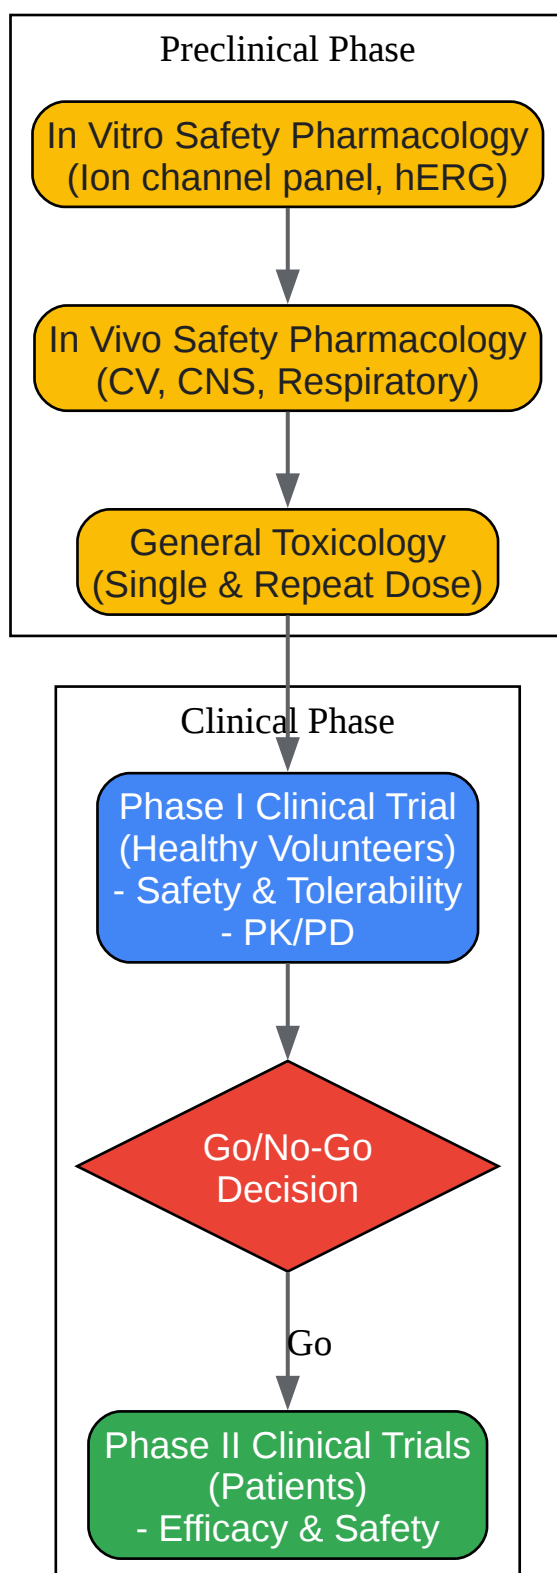 Preclinical Phase
In Vitro Safety Pharmacology
(Ion channel panel, hERG)
In Vivo Safety Pharmacology
(CV, CNS, Respiratory)
General Toxicology
(Single & Repeat Dose)
Clinical Phase
Phase I Clinical Trial
(Healthy Volunteers)
- Safety & Tolerability
- PK/PD
Go/No-Go
Decision
Go
Phase II Clinical Trials
(Patients)
- Efficacy & Safety